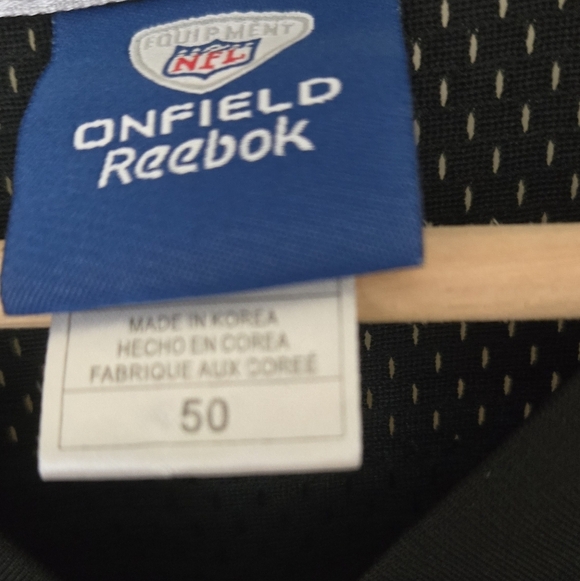 EQUIPMENT
NFL
ONFIELD
Reebok
MADE IN KOREA
HECHO EN COREA
FABRIQUE AUX COREE
50